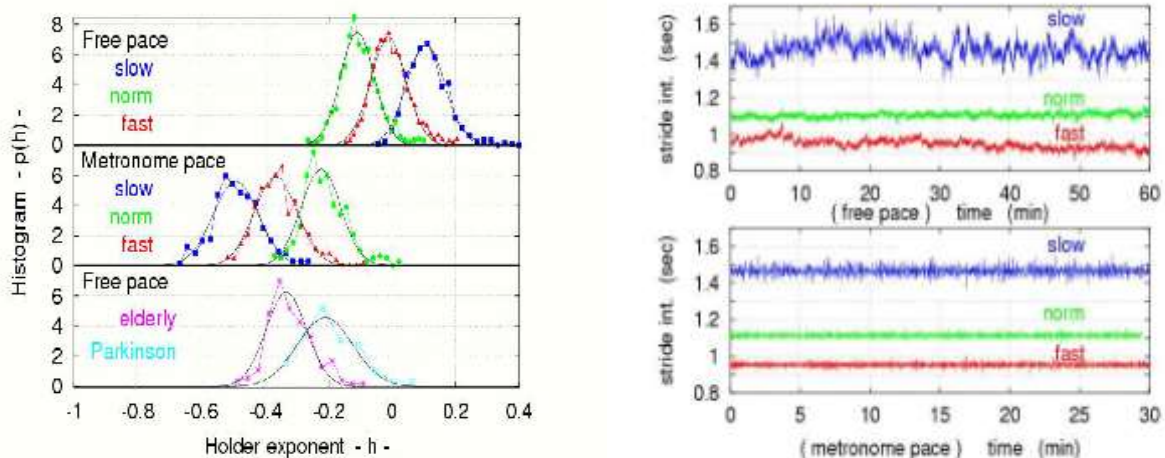 Histogram - p(h) -
8
6
4
2
0
Free pace
slow
norm
fast
6
4
2
0
Metronome pace
slow
norm
fast
6
4
2
0
Free pace
elderly
Parkinson
-1 -0.8 -0.6 -0.4 -0.2 0 0.2 0.4
Holder exponent - h -
stride int. (sec)
1.6
1.4
1.2
1
0.8
slow
norm
fast
0 10 20 30 40 50 60
( free pace ) time (min)
stride int. (sec)
1.6
1.4
1.2
1
0.8
slow
norm
fast
0 5 10 15 20 25 30
( metronome pace ) time (min)